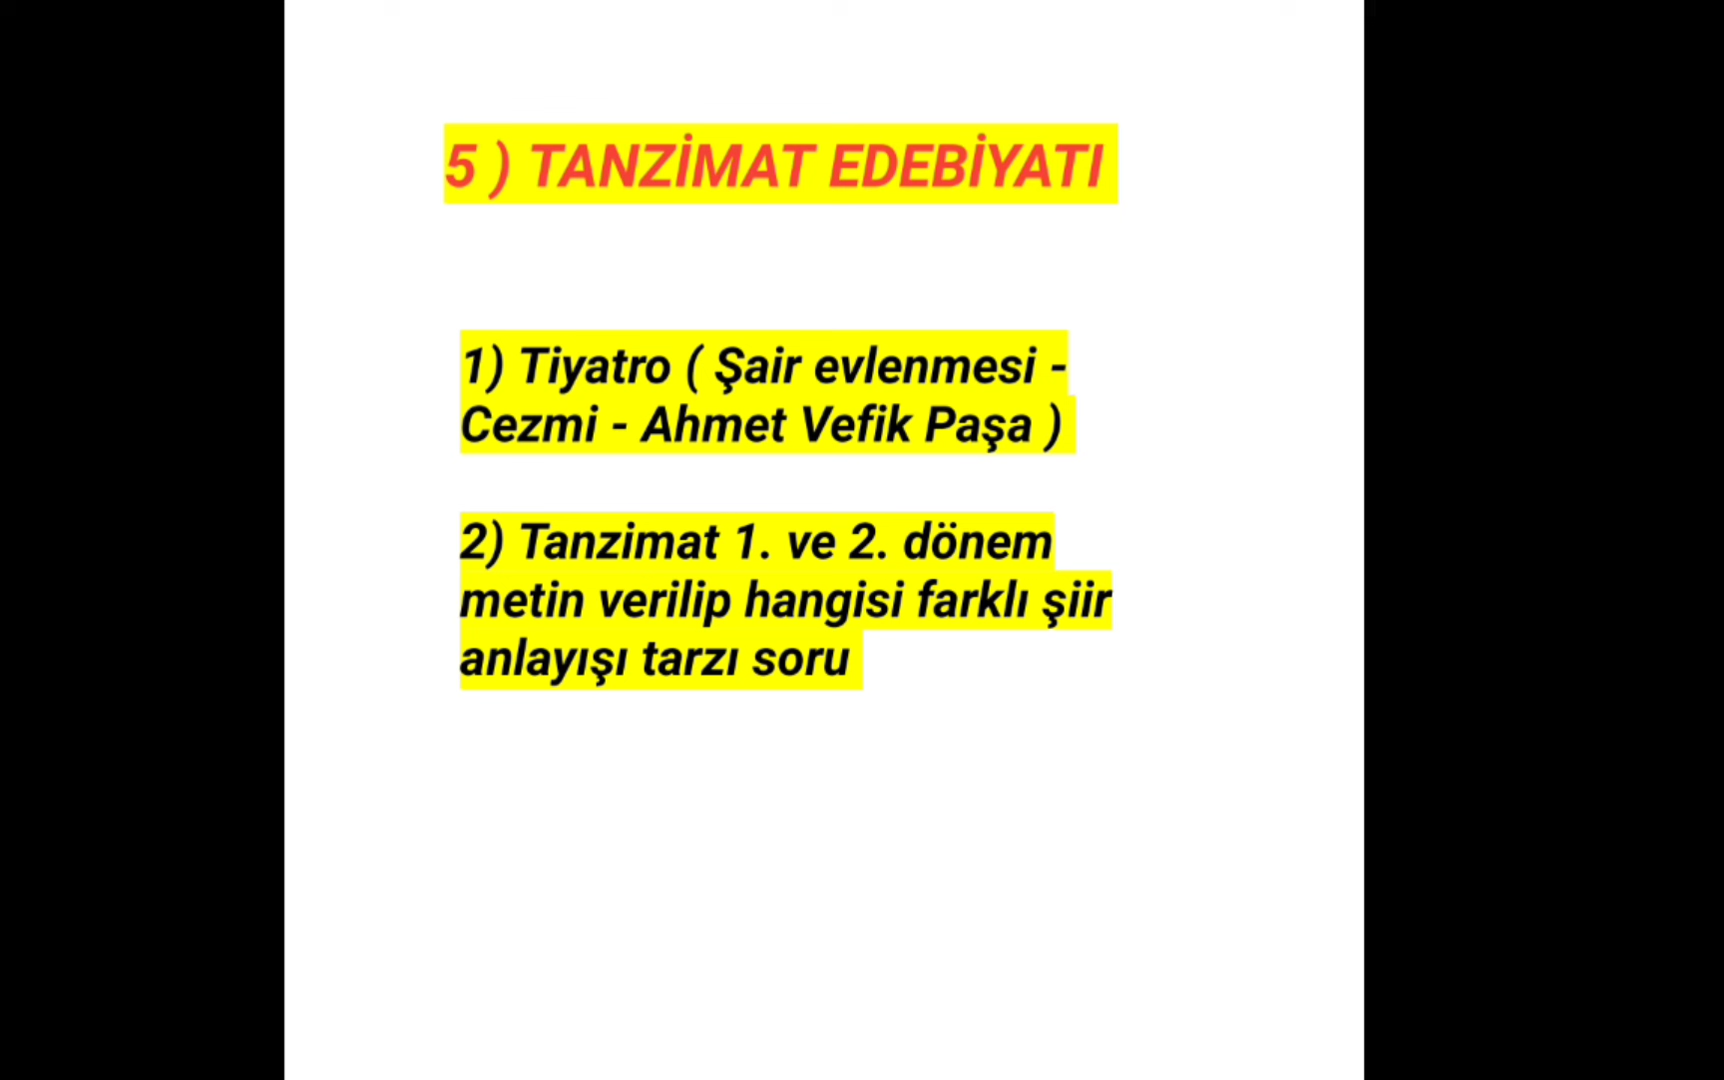 5 ) TANZİMAT EDEBİYATI
1) Tiyatro ( Şair evlenmesi -
Cezmi - Ahmet Vefik Paşa )
2) Tanzimat 1. ve 2. dönem
metin verilip hangisi farklı şiir
anlayışı tarzı soru